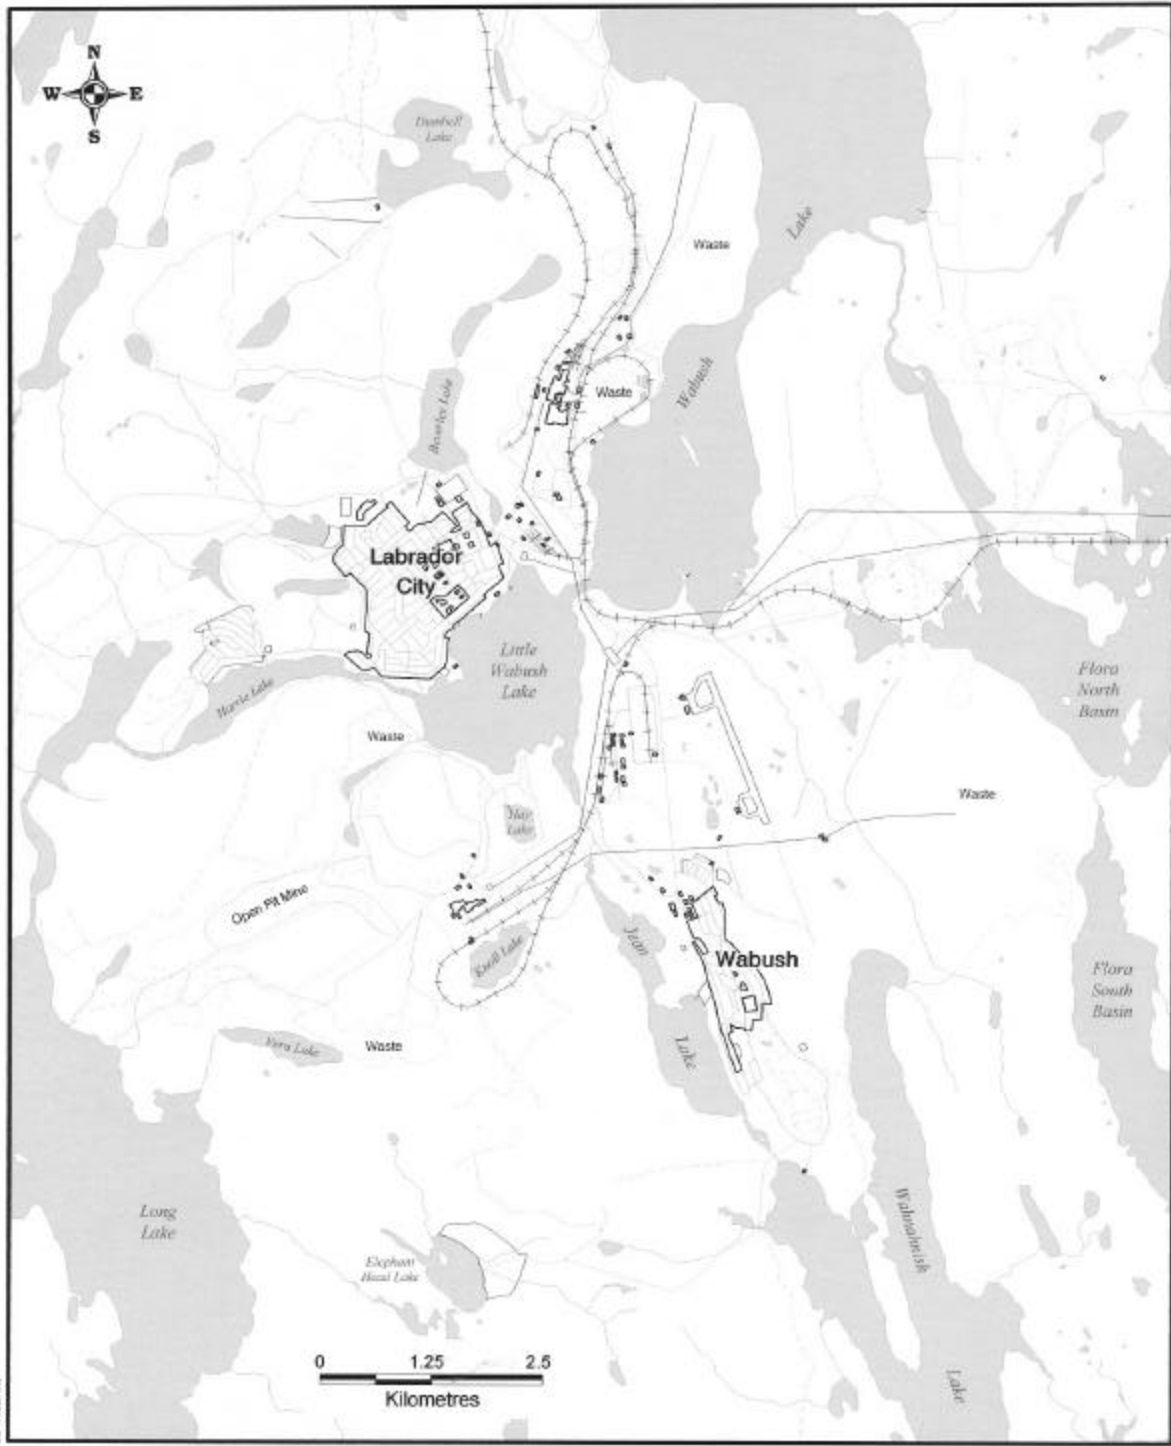 N
W E
S
Dumbell
Lake
Lake
Waste
Wabush
Waste
Beverley Lake
Labrador
City
Little
Wabush
Lake
Harrie Lake
Flora
North
Basin
Waste
Waste
Hay
Lake
Open Pit Mine
Knoll Lake
Jean
Wabush
Flora
South
Basin
Vera Lake
Waste
Lake
Long
Lake
Wahnahnish
Elephant
Head Lake
Lake
0 1.25 2.5
Kilometres